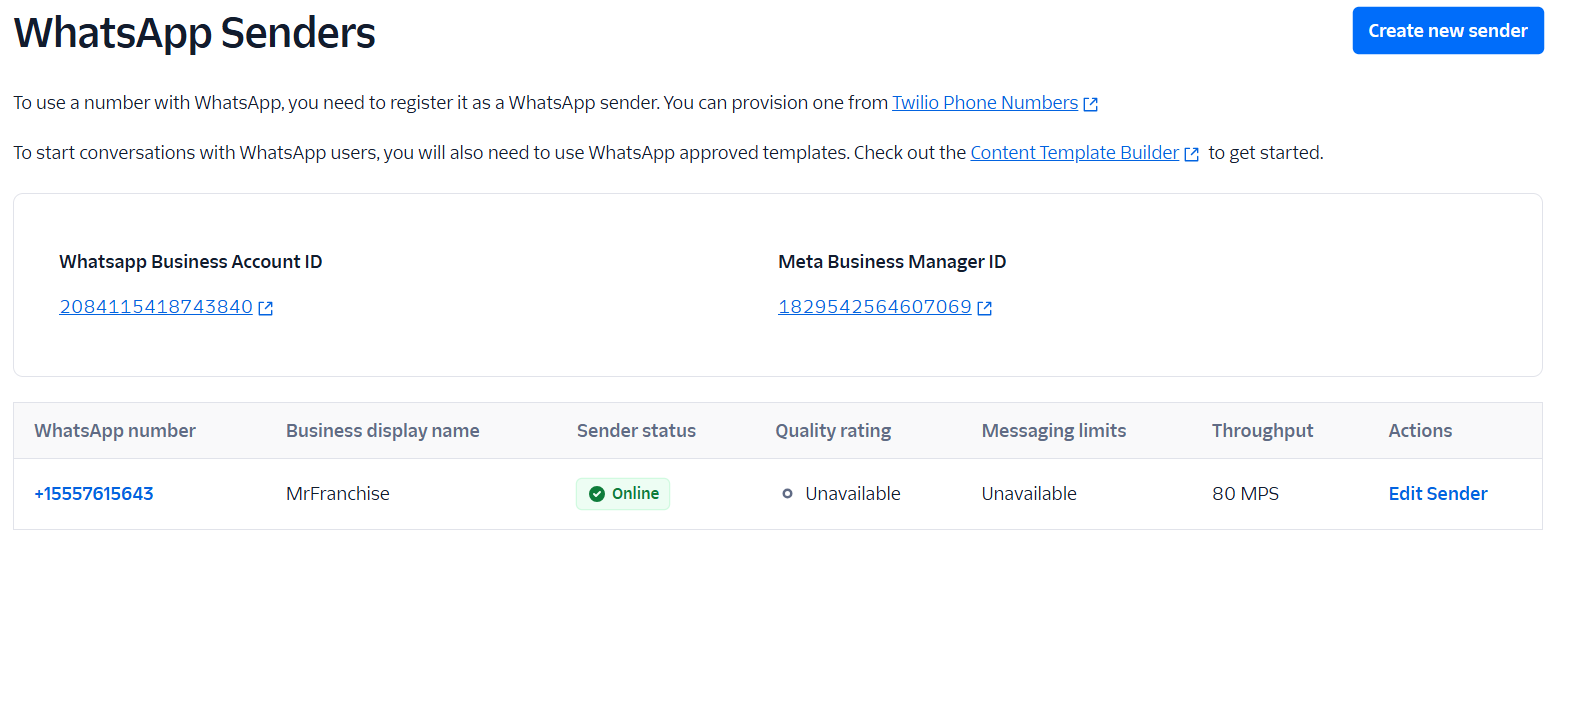 WhatsApp Senders
Create new sender
To use a number with WhatsApp, you need to register it as a WhatsApp sender. You can provision one from Twilio Phone Numbers
To start conversations with WhatsApp users, you will also need to use WhatsApp approved templates. Check out the Content Template Builder to get started.
Whatsapp Business Account ID
Meta Business Manager ID
2084115418743840
1829542564607069
WhatsApp number Business display name Sender status Quality rating Messaging limits Throughput Actions
+15557615643 MrFranchise Online Unavailable Unavailable 80 MPS Edit Sender